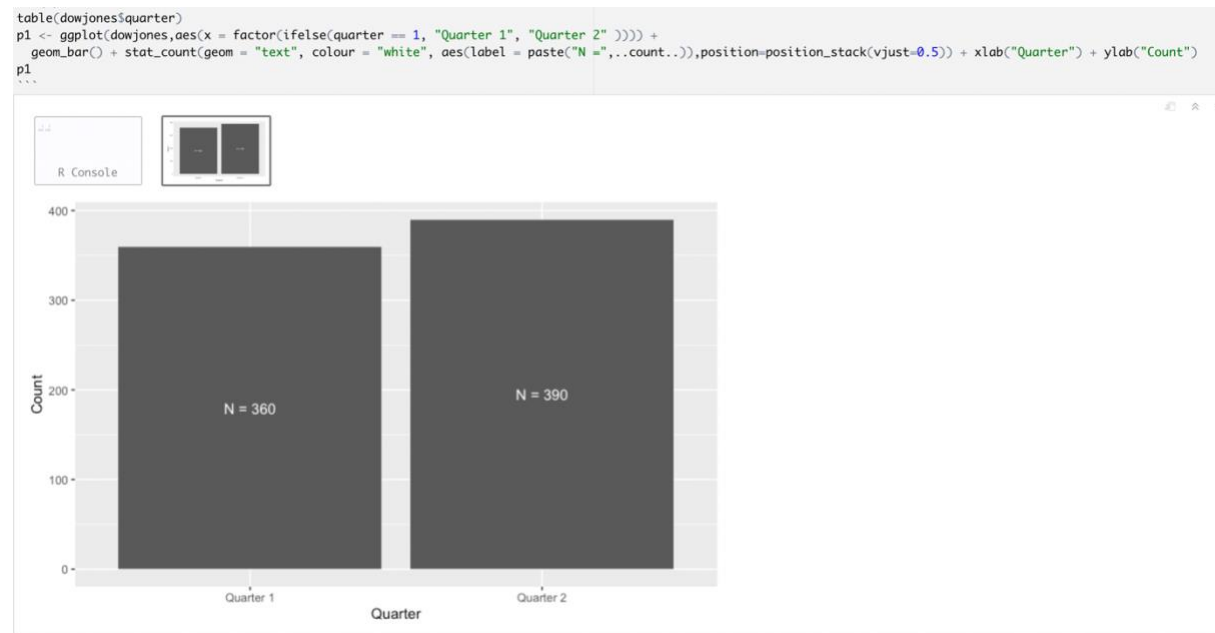 table(dowjones$quarter)
p1 <- ggplot(dowjones,aes(x = factor(ifelse(quarter == 1, "Quarter 1", "Quarter 2" )))) +
geom_bar() + stat_count(geom = "text", colour = "white", aes(label = paste("N =",..count..)),position=position_stack(vjust=0.5)) + xlab("Quarter") + ylab("Count")
p1
```
R Console
400
300
Count
200
100
0
N = 360
N = 390
Quarter 1
Quarter 2
Quarter